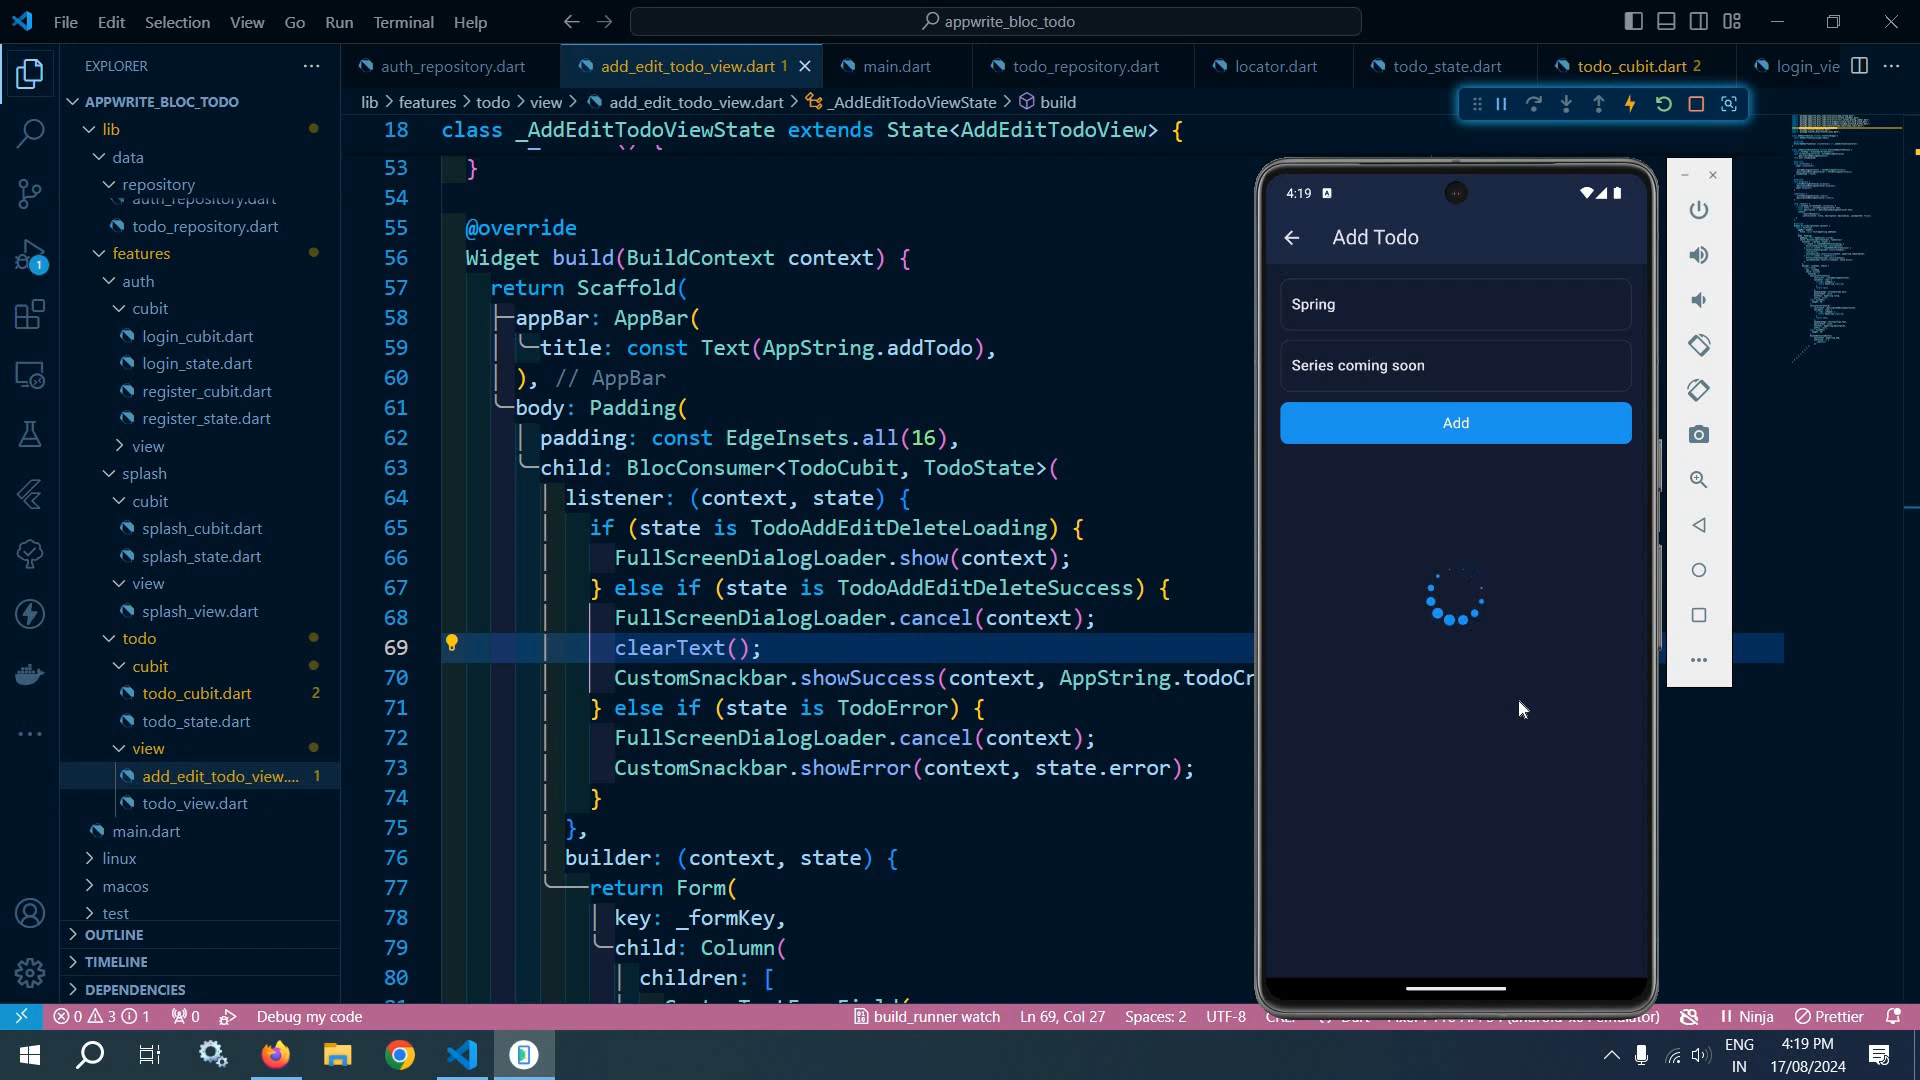 File Edit Selection View Go Run Terminal Help
appwrite_bloc_todo
EXPLORER
APPWRITE_BLOC_TODO
lib
data
repository
auth_repository.dart
todo_repository.dart
features
auth
cubit
login_cubit.dart
login_state.dart
register_cubit.dart
register_state.dart
view
splash
cubit
splash_cubit.dart
splash_state.dart
view
splash_view.dart
todo
cubit
todo_cubit.dart 2
todo_state.dart
view
add_edit_todo_view.... 1
todo_view.dart
main.dart
linux
macos
test
OUTLINE
TIMELINE
DEPENDENCIES
1
auth_repository.dart add_edit_todo_view.dart 1 main.dart todo_repository.dart locator.dart todo_state.dart todo_cubit.dart 2 login_vie
lib > features > todo > view > add_edit_todo_view.dart > _AddEditTodoViewState > build
18 class _AddEditTodoViewState extends State<AddEditTodoView> {
53 }
54
55 @override
56 Widget build(BuildContext context) {
57 return Scaffold(
58 appBar: AppBar(
59 title: const Text(AppString.addTodo),
60 ), // AppBar
61 body: Padding(
62 padding: const EdgeInsets.all(16),
63 child: BlocConsumer<TodoCubit, TodoState>(
64 listener: (context, state) {
65 if (state is TodoAddEditDeleteLoading) {
66 FullScreenDialogLoader.show(context);
67 } else if (state is TodoAddEditDeleteSuccess) {
68 FullScreenDialogLoader.cancel(context);
69 clearText();
70 CustomSnackbar.showSuccess(context, AppString.todoCr
71 } else if (state is TodoError) {
72 FullScreenDialogLoader.cancel(context);
73 CustomSnackbar.showError(context, state.error);
74 }
75 },
76 builder: (context, state) {
77 return Form(
78 key: _formKey,
79 child: Column(
80 children: [
4:19
Add Todo
Spring
Series coming soon
Add
0 3 1 0 Debug my code build_runner watch Ln 69, Col 27 Spaces: 2 UTF-8 CRLF Ninja Prettier
ENG
IN
4:19 PM
17/08/2024